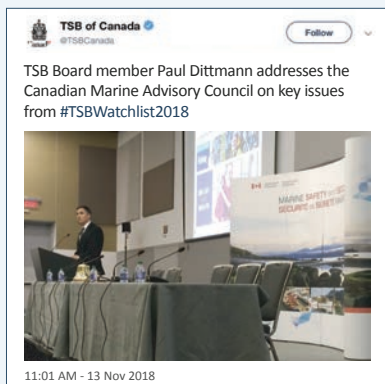 TSB of Canada
@TSBCanada
Follow
TSB Board member Paul Dittmann addresses the
Canadian Marine Advisory Council on key issues
from #TSBWatchlist2018
MARINE SAFETY
SÉCURITÉ
11:01 AM - 13 Nov 2018